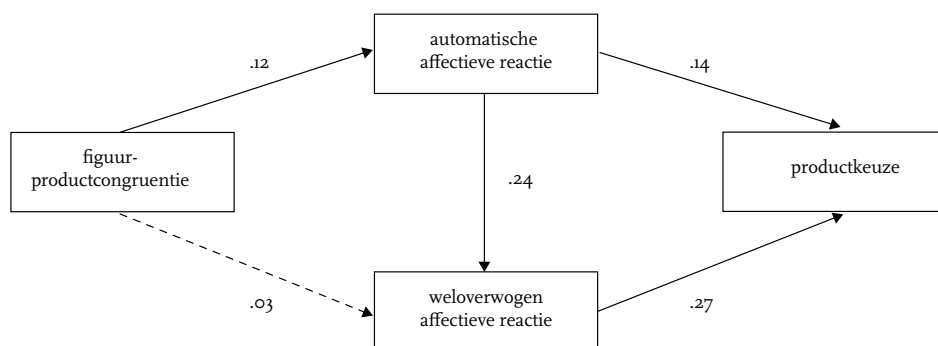 automatische
affectieve reactie
.12
.14
figuur-
productcongruentie
productkeuze
.24
.03
weloverwogen
affectieve reactie
.27